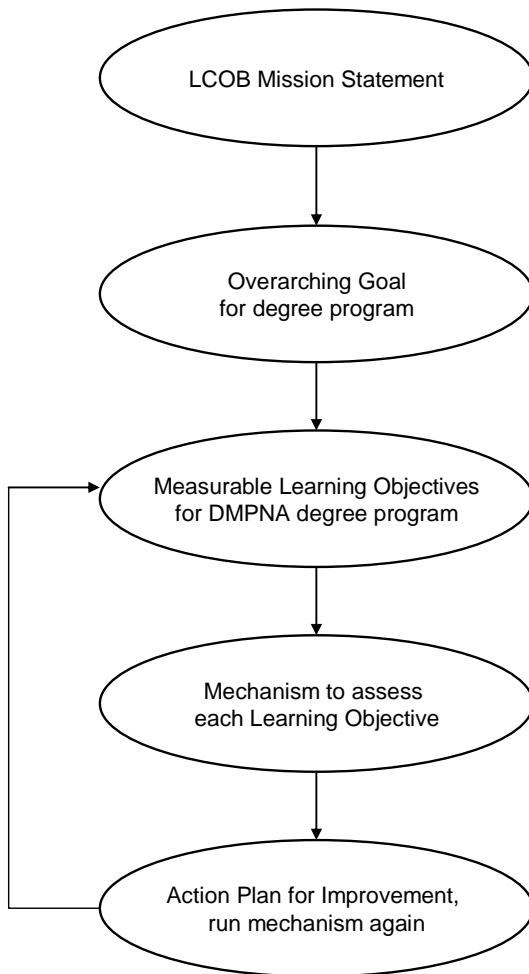 LCOB Mission Statement
Overarching Goal
for degree program
Measurable Learning Objectives
for DMPNA degree program
Mechanism to assess
each Learning Objective
Action Plan for Improvement,
run mechanism again